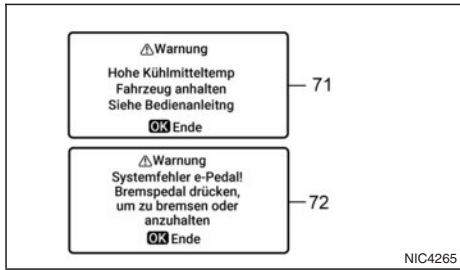 ⚠Warnung
Hohe Kühlmitteltemp
Fahrzeug anhalten
Siehe Bedienanleitng
OK Ende
71
⚠Warnung
Systemfehler e-Pedal!
Bremspedal drücken,
um zu bremsen oder
anzuhalten
OK Ende
72
NIC4265